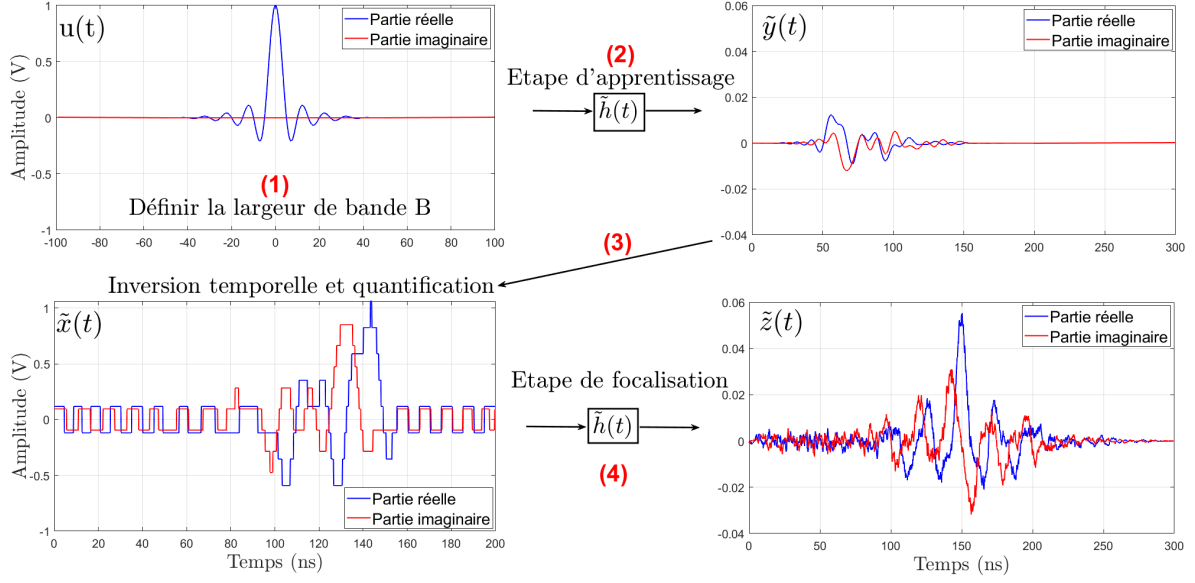 u(t)
Partie réelle
Partie imaginaire
Amplitude (V)
1
0.5
0
-0.5
-1
-100 -80 -60 -40 -20 0 20 40 60 80 100
(1)
Définir la largeur de bande B
(2)
Etape d'apprentissage
h̃(t)
ỹ(t)
Partie réelle
Partie imaginaire
0.06
0.04
0.02
0
-0.02
-0.04
0 50 100 150 200 250 300
(3)
Inversion temporelle et quantification
x̃(t)
Amplitude (V)
1
0.5
0
-0.5
-1
Partie réelle
Partie imaginaire
0 20 40 60 80 100 120 140 160 180 200
Temps (ns)
Etape de focalisation
h̃(t)
(4)
z̃(t)
Partie réelle
Partie imaginaire
0.06
0.04
0.02
0
-0.02
-0.04
0 50 100 150 200 250 300
Temps (ns)